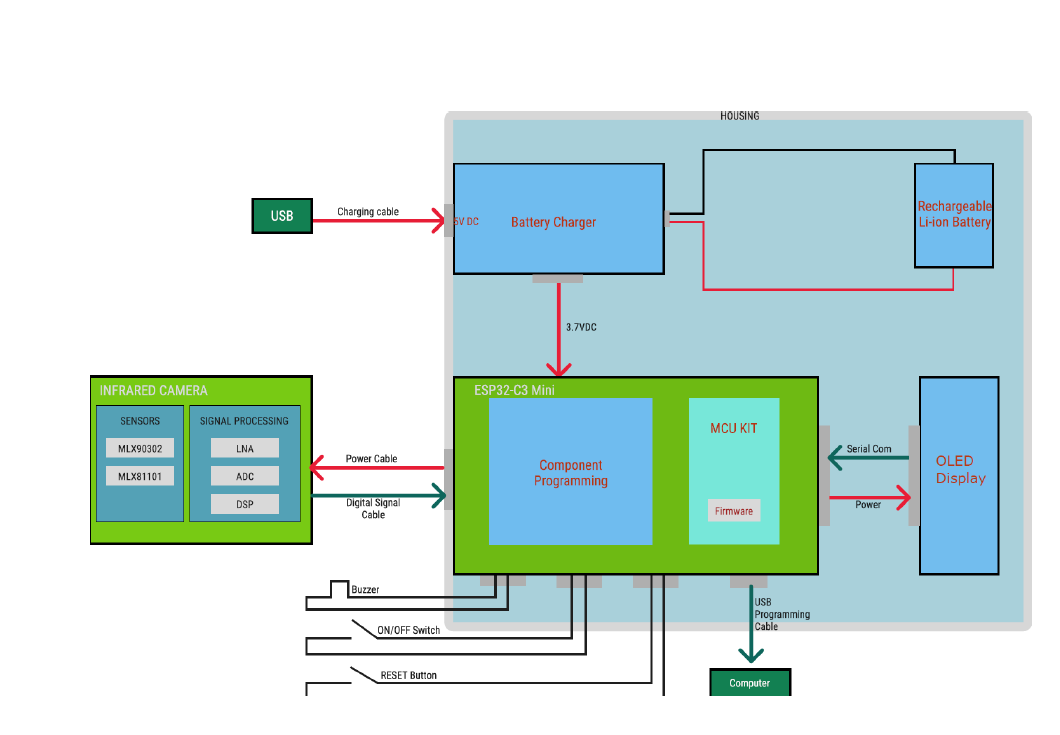 HOUSING
USB
Charging cable
5V DC
Battery Charger
Rechargeable
Li-ion Battery
3.7VDC
INFRARED CAMERA
SENSORS
MLX90302
MLX81101
SIGNAL PROCESSING
LNA
ADC
DSP
Power Cable
Digital Signal
Cable
ESP32-C3 Mini
Component
Programming
MCU KIT
Firmware
Serial Com
Power
OLED
Display
Buzzer
ON/OFF Switch
RESET Button
USB
Programming
Cable
Computer